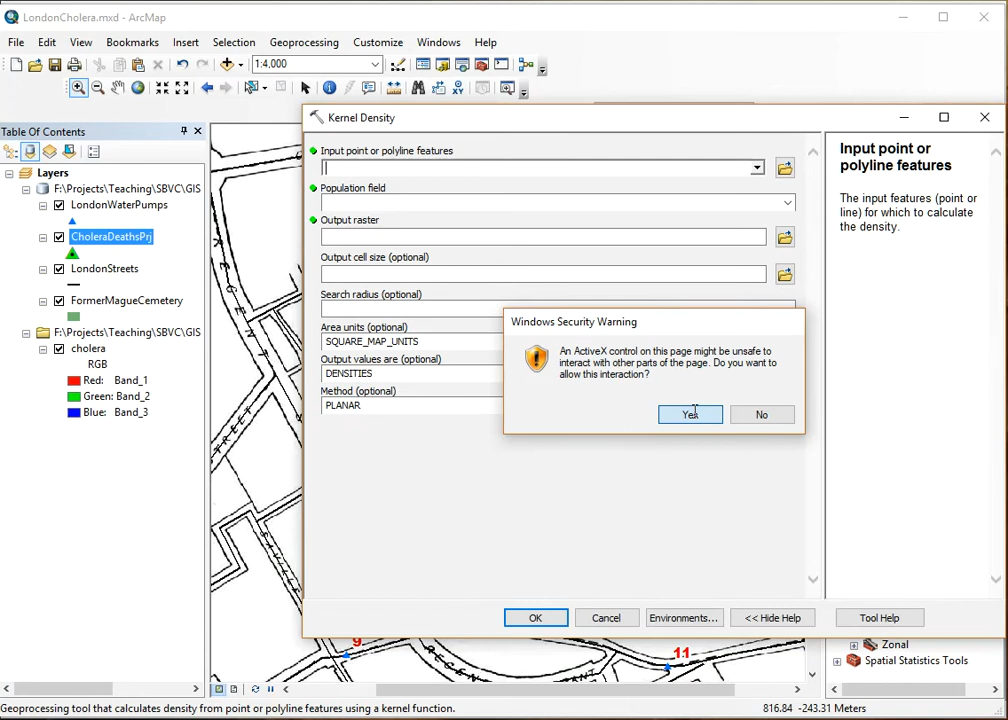 LondonCholera.mxd - ArcMap
File Edit View Bookmarks Insert Selection Geoprocessing Customize Windows Help
1:4,000
Table Of Contents
Layers
F:\Projects\Teaching\SBVC\GIS
LondonWaterPumps
CholeraDeathsPrj
LondonStreets
FormerMagueCemetery
F:\Projects\Teaching\SBVC\GIS
cholera
RGB
Red: Band_1
Green: Band_2
Blue: Band_3
Kernel Density
Input point or polyline features
Population field
Output raster
Output cell size (optional)
Search radius (optional)
Area units (optional)
SQUARE_MAP_UNITS
Output values are (optional)
DENSITIES
Method (optional)
PLANAR
Windows Security Warning
An ActiveX control on this page might be unsafe to
interact with other parts of the page. Do you want to
allow this interaction?
Yes No
Input point or
polyline features
The input features (point or
line) for which to calculate
the density.
OK Cancel Environments... << Hide Help Tool Help
STREET
9
11
Zonal
Spatial Statistics Tools
Geoprocessing tool that calculates density from point or polyline features using a kernel function.
816.84 -243.31 Meters